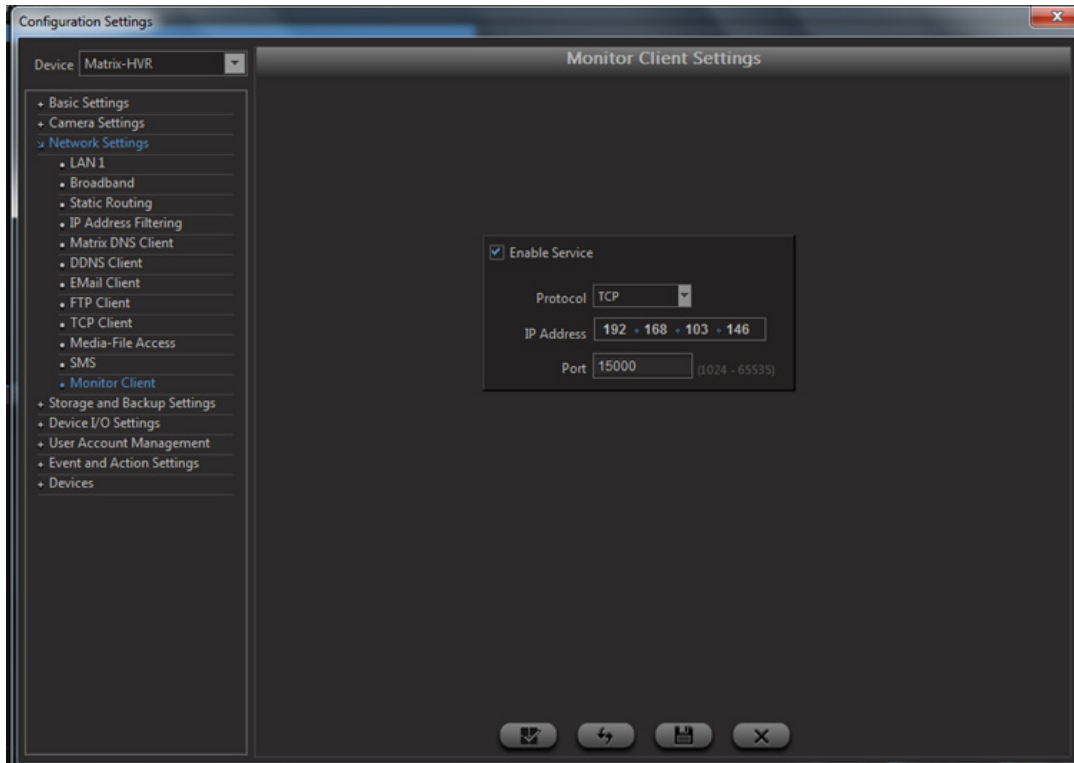 Configuration Settings
Device Matrix-HVR
Monitor Client Settings
+ Basic Settings
+ Camera Settings
Network Settings
LAN 1
Broadband
Static Routing
IP Address Filtering
Matrix DNS Client
DDNS Client
EMail Client
FTP Client
TCP Client
Media-File Access
SMS
Monitor Client
+ Storage and Backup Settings
+ Device I/O Settings
+ User Account Management
+ Event and Action Settings
+ Devices
Enable Service
Protocol TCP
IP Address 192 • 168 • 103 • 146
Port 15000 (1024 - 65535)